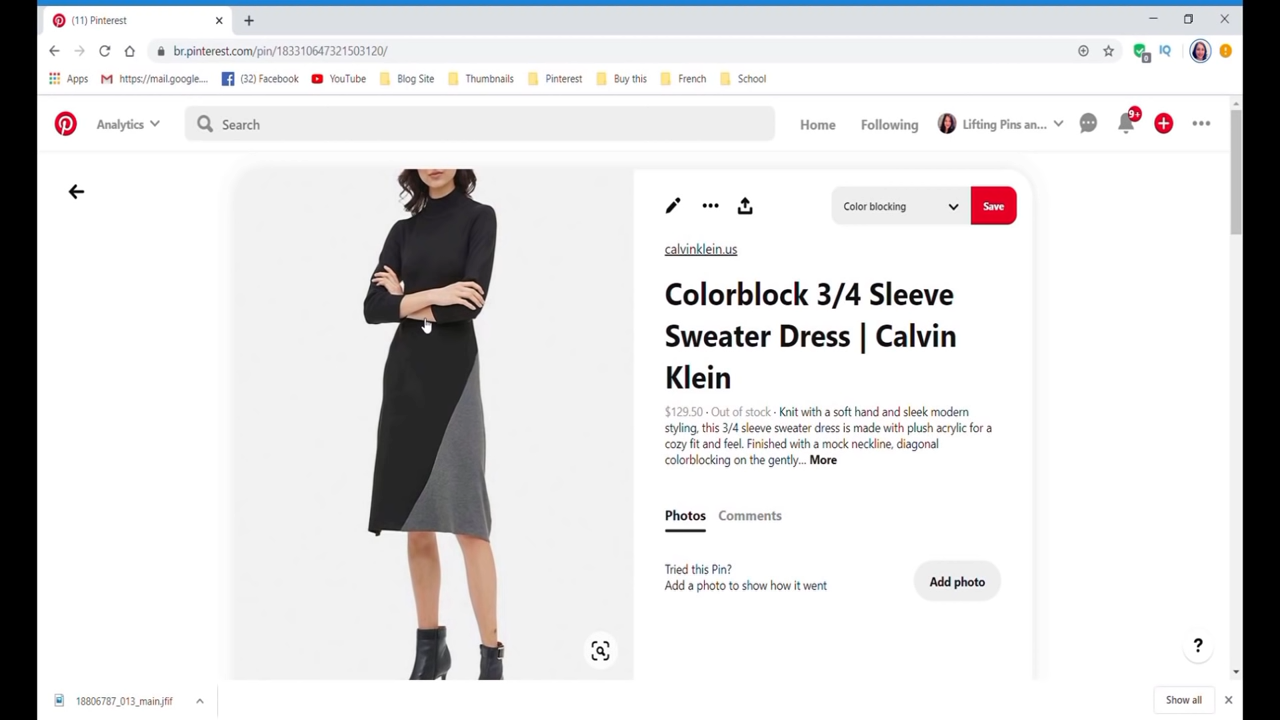 (11) Pinterest
br.pinterest.com/pin/183310647321503120/
Apps https://mail.google.... (32) Facebook YouTube Blog Site Thumbnails Pinterest Buy this French School
Analytics Search Home Following Lifting Pins an... 9+
Color blocking Save
calvinklein.us
Colorblock 3/4 Sleeve
Sweater Dress | Calvin
Klein
$129.50 · Out of stock · Knit with a soft hand and sleek modern
styling, this 3/4 sleeve sweater dress is made with plush acrylic for a
cozy fit and feel. Finished with a mock neckline, diagonal
colorblocking on the gently... More
Photos Comments
Tried this Pin?
Add a photo to show how it went
Add photo
?
18806787_013_main.jfif Show all